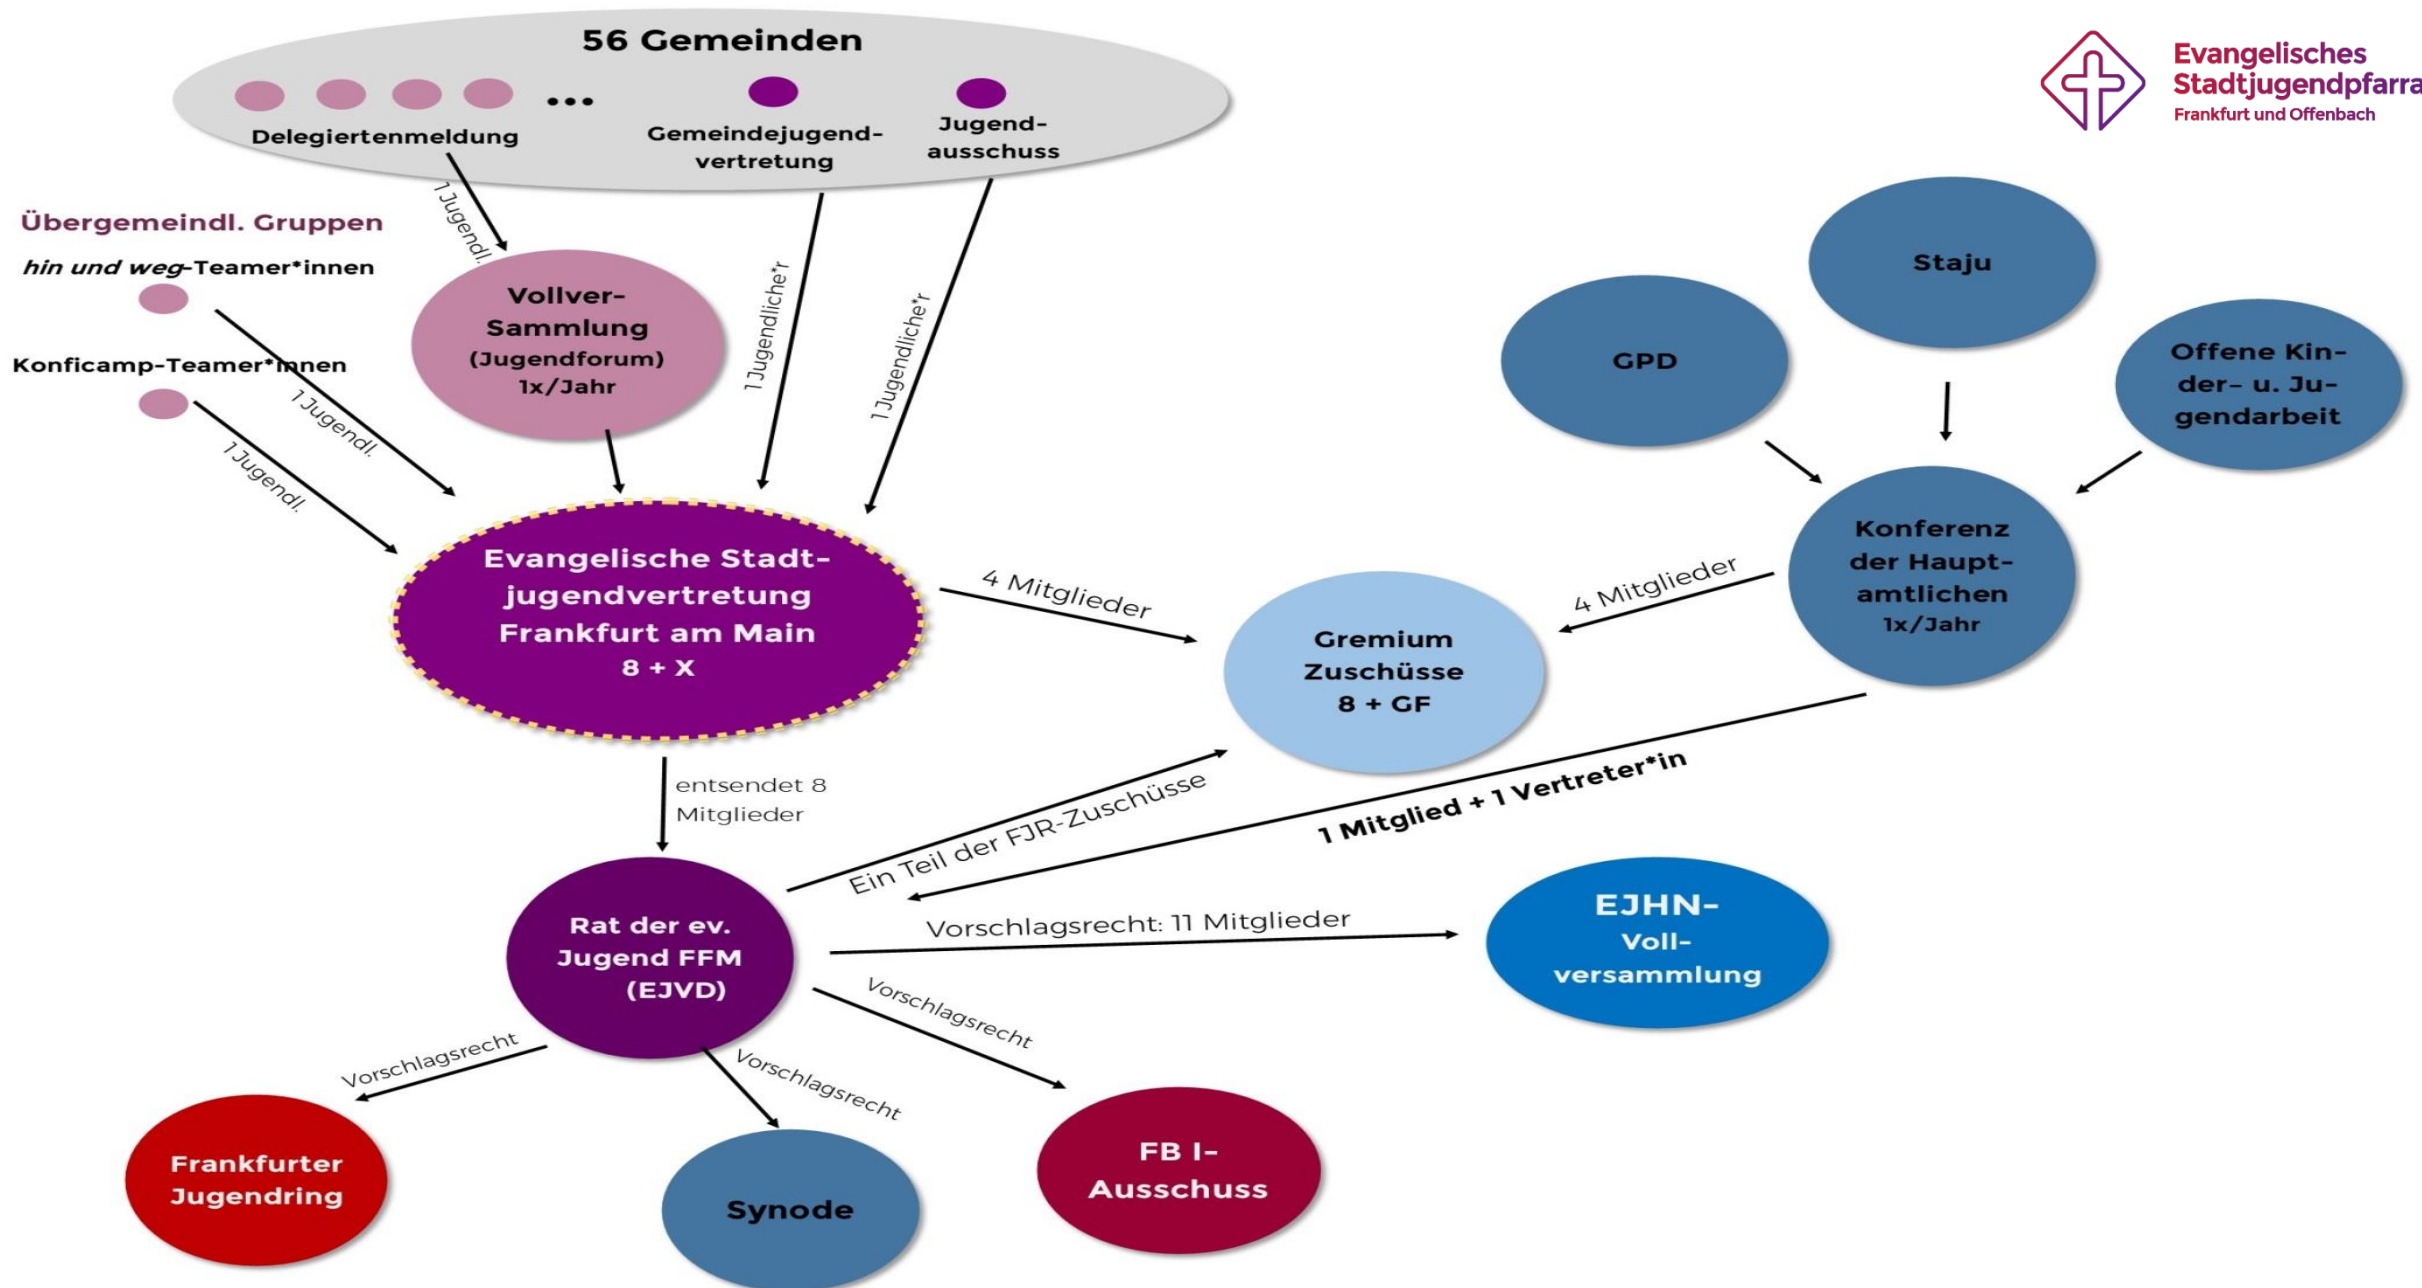 56 Gemeinden
...
Delegiertenmeldung
Gemeindejugend-
vertretung
Jugend-
ausschuss
Evangelisches
Stadtjugendpfarra
Frankfurt und Offenbach
1 Jugendl.
1 Jugendliche*r
1 Jugendliche*r
Übergemeindl. Gruppen
hin und weg-Teamer*innen
Konficamp-Teamer*innen
1 Jugendl.
1 Jugendl.
Vollver-
Sammlung
(Jugendforum)
1x/Jahr
Staju
GPD
Offene Kin-
der- u. Ju-
gendarbeit
Evangelische Stadt-
jugendvertretung
Frankfurt am Main
8 + X
4 Mitglieder
Gremium
Zuschüsse
8 + GF
4 Mitglieder
Konferenz
der Haupt-
amtlichen
1x/Jahr
entsendet 8
Mitglieder
Ein Teil der FJR-Zuschüsse
1 Mitglied + 1 Vertreter*in
Rat der ev.
Jugend FFM
(EJVD)
Vorschlagsrecht: 11 Mitglieder
EJHN-
Voll-
versammlung
Vorschlagsrecht
Vorschlagsrecht
Vorschlagsrecht
Frankfurter
Jugendring
Synode
FB I-
Ausschuss